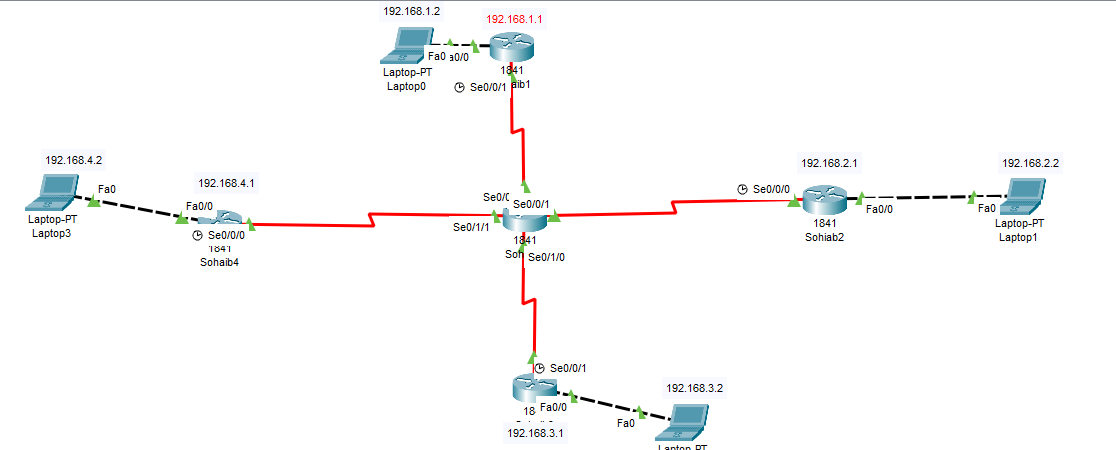 192.168.1.2
192.168.1.1
Fa0
a0/0
Laptop-PT
Laptop0
1841
aib1
Se0/0/1
192.168.4.2
192.168.4.1
192.168.2.1
192.168.2.2
Fa0
Fa0/0
Laptop-PT
Laptop3
Se0/0/0
1841
Sohaib4
Se0/0
Se0/0/1
Se0/1/1
1841
Soh
Se0/1/0
Se0/0/0
Fa0/0
1841
Sohiab2
Fa0
Laptop-PT
Laptop1
Se0/0/1
18
Fa0/0
192.168.3.1
192.168.3.2
Fa0
Laptop-PT